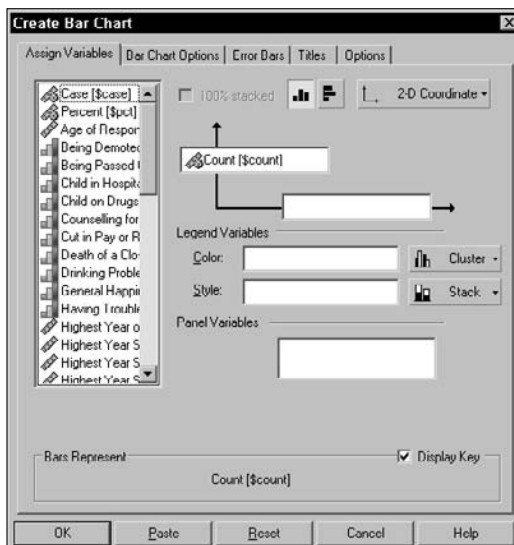 Create Bar Chart
Assign Variables
Bar Chart Options
Error Bars
Titles
Options
Case [$case]
Percent [$pct]
Age of Respor
Being Demoted
Being Passed
Child in Hospita
Child on Drugs
Counselling for
Cut in Pay or R
Death of a Clo
Drinking Proble
General Happi
Having Trouble
Highest Year o
Highest Year S
Highest Year S
Highest Year S
100% stacked
2-D Coordinate
Count [$count]
Legend Variables
Color:
Cluster
Style:
Stack
Panel Variables
Bars Represent
Display Key
Count [$count]
OK
Paste
Reset
Cancel
Help